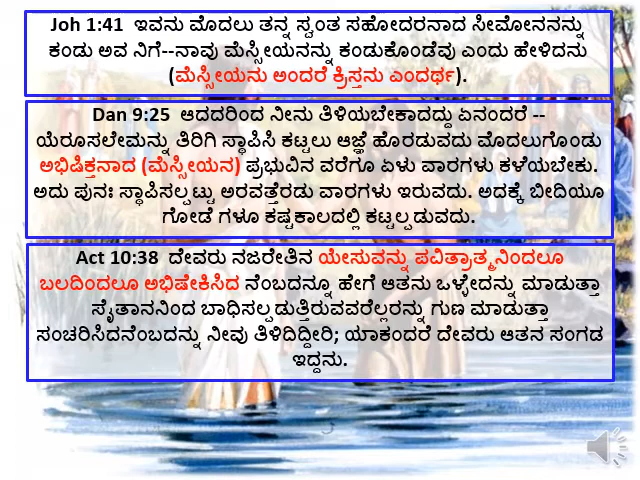 Joh 1:41 ಇವನು ಮೊದಲು ತನ್ನ ಸ್ವಂತ ಸಹೋದರನಾದ ಸೀಮೋನನನ್ನು
ಕಂಡು ಅವ ನಿಗೆ--ನಾವು ಮೆಸ್ಸೀಯನನ್ನು ಕಂಡುಕೊಂಡೆವು ಎಂದು ಹೇಳಿದನು
(ಮೆಸ್ಸೀಯನು ಅಂದರೆ ಕ್ರಿಸ್ತನು ಎಂದರ್ಥ).
Dan 9:25 ಆದದರಿಂದ ನೀನು ತಿಳಿಯಬೇಕಾದದ್ದು ಏನಂದರೆ --
ಯೆರೂಸಲೇಮನ್ನು ತಿರಿಗಿ ಸ್ಥಾಪಿಸಿ ಕಟ್ಟಲು ಆಜ್ಞೆ ಹೊರಡುವದು ಮೊದಲುಗೊಂಡು
ಅಭಿಷಿಕ್ತನಾದ (ಮೆಸ್ಸೀಯನ) ಪ್ರಭುವಿನ ವರೆಗೂ ಏಳು ವಾರಗಳು ಕಳೆಯಬೇಕು.
ಅದು ಪುನಃ ಸ್ಥಾಪಿಸಲ್ಪಟ್ಟು ಅರವತ್ತೆರಡು ವಾರಗಳು ಇರುವದು. ಅದಕ್ಕೆ ಬೀದಿಯೂ
ಗೋಡೆ ಗಳೂ ಕಷ್ಟಕಾಲದಲ್ಲಿ ಕಟ್ಟಲ್ಪಡುವದು.
Act 10:38 ದೇವರು ನಜರೇತಿನ ಯೇಸುವನ್ನು ಪವಿತ್ರಾತ್ಮನಿಂದಲೂ
ಬಲದಿಂದಲೂ ಅಭಿಷೇಕಿಸಿದ ನೆಂಬದನ್ನೂ ಹೇಗೆ ಆತನು ಒಳ್ಳೇದನ್ನು ಮಾಡುತ್ತಾ
ಸೈತಾನನಿಂದ ಬಾಧಿಸಲ್ಪಡುತ್ತಿರುವವರೆಲ್ಲರನ್ನು ಗುಣ ಮಾಡುತ್ತಾ
ಸಂಚರಿಸಿದನೆಂಬದನ್ನು ನೀವು ತಿಳಿದಿದ್ದೀರಿ; ಯಾಕಂದರೆ ದೇವರು ಆತನ ಸಂಗಡ
ಇದ್ದನು.